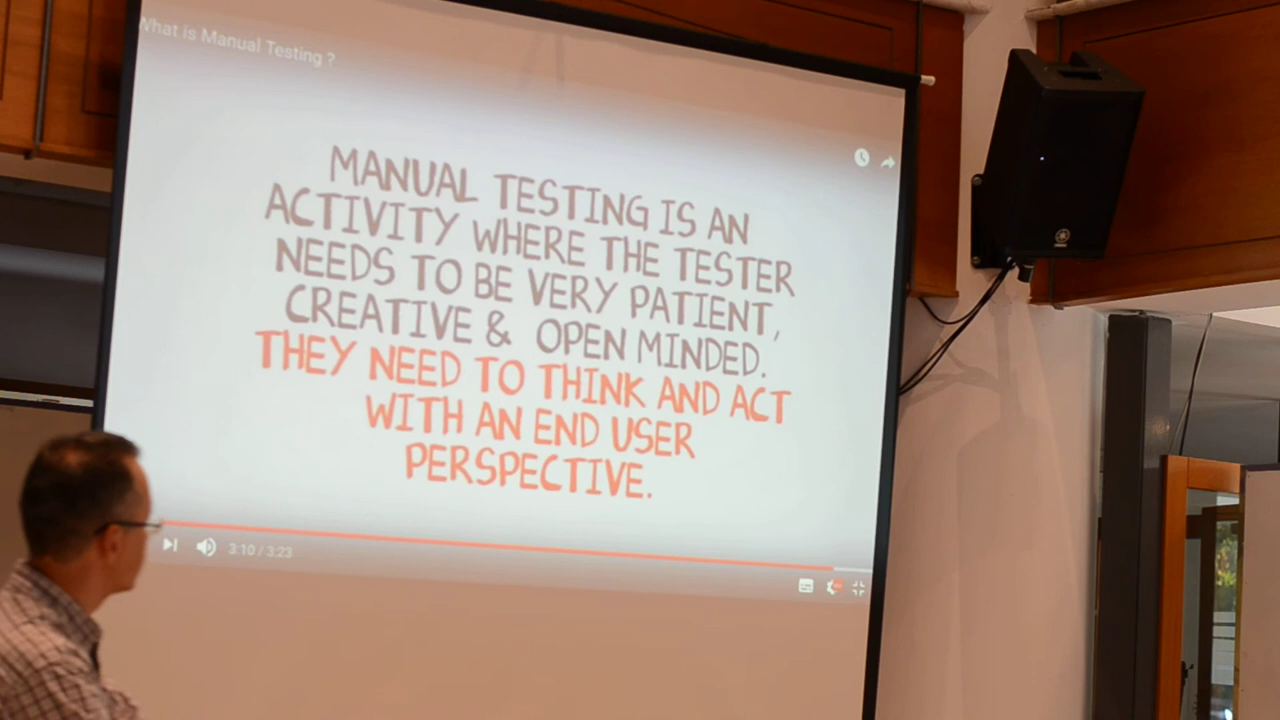 What is Manual Testing ?
MANUAL TESTING IS AN
ACTIVITY WHERE THE TESTER
NEEDS TO BE VERY PATIENT,
CREATIVE & OPEN MINDED.
THEY NEED TO THINK AND ACT
WITH AN END USER
PERSPECTIVE.
3:10 / 3:23